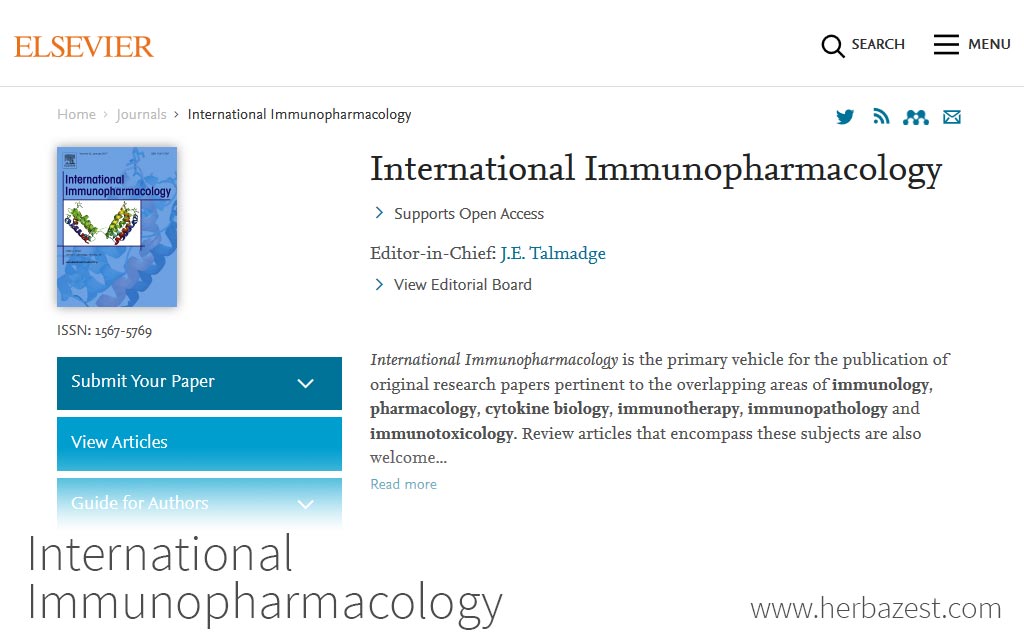 ELSEVIER
SEARCH
MENU
Home › Journals › International Immunopharmacology
International
Immunopharmacology
International Immunopharmacology
Supports Open Access
Editor-in-Chief: J.E. Talmadge
View Editorial Board
ISSN: 1567-5769
Submit Your Paper
View Articles
Guide for Authors
International Immunopharmacology is the primary vehicle for the publication of
original research papers pertinent to the overlapping areas of immunology,
pharmacology, cytokine biology, immunotherapy, immunopathology and
immunotoxicology. Review articles that encompass these subjects are also
welcome...
Read more
International
Immunopharmacology
www.herbazest.com